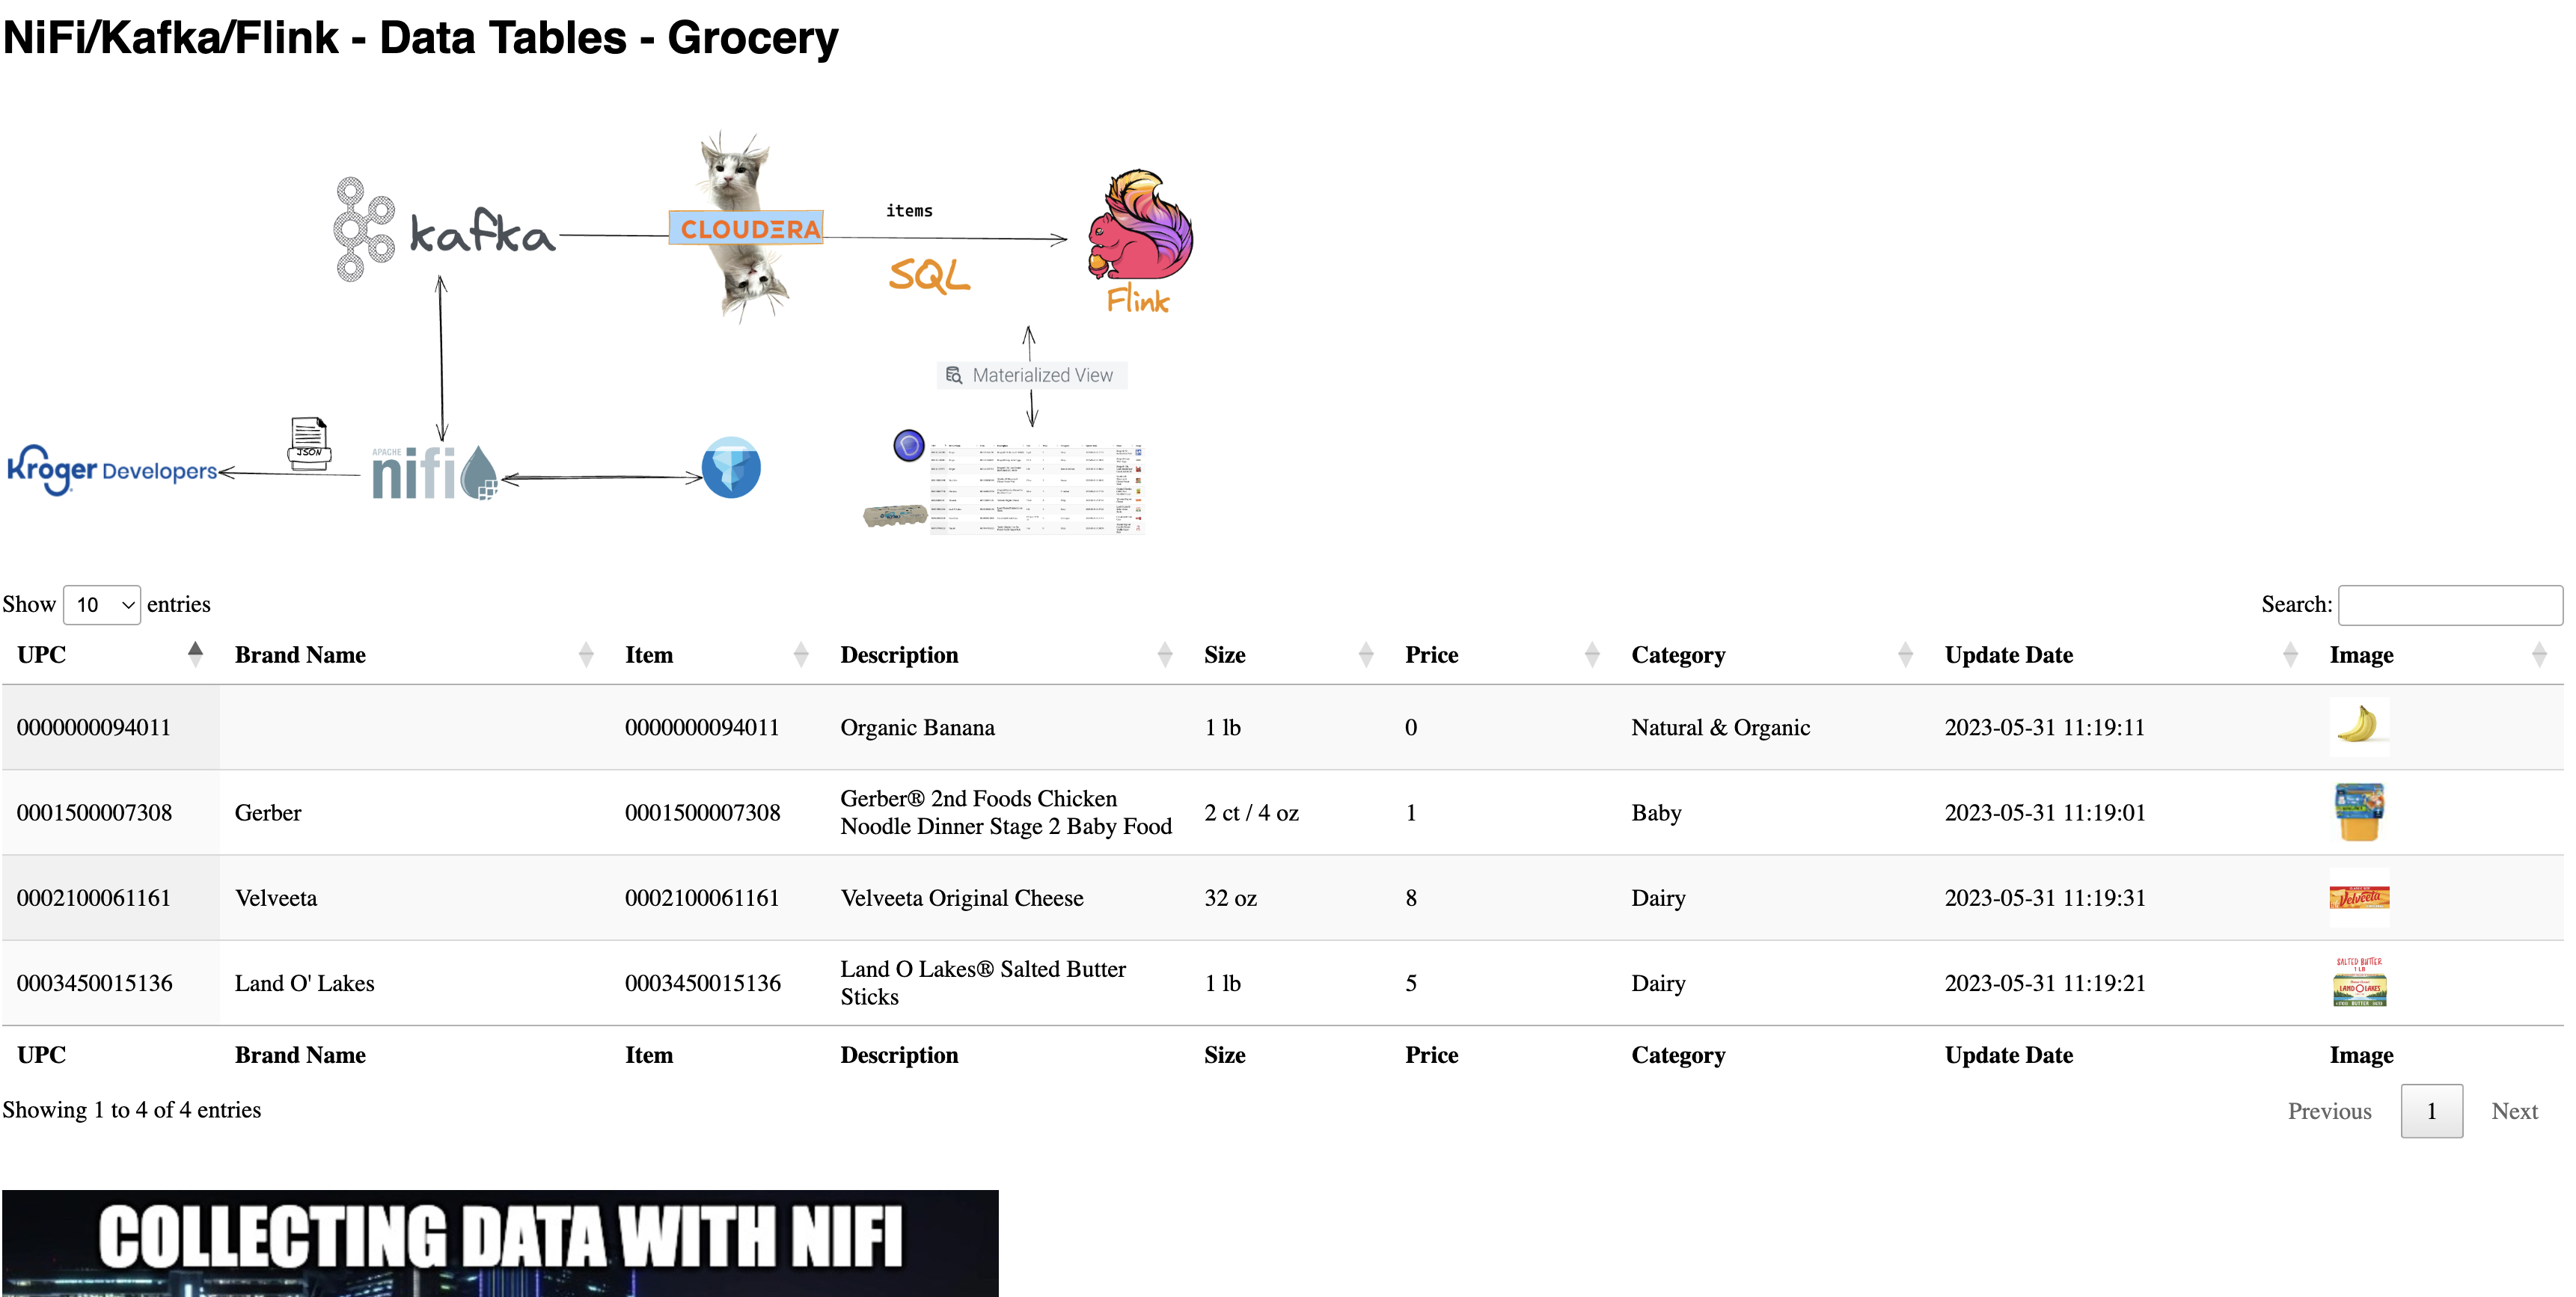 NiFi/Kafka/Flink - Data Tables - Grocery
kafka
CLOUDERA
items
SQL
Flink
Materialized View
JSON
Kroger Developers
APACHE
nifi
Show 10 entries
Search:
UPC Brand Name Item Description Size Price Category Update Date Image
0000000094011 0000000094011 Organic Banana 1 lb 0 Natural & Organic 2023-05-31 11:19:11
0001500007308 Gerber 0001500007308 Gerber® 2nd Foods Chicken Noodle Dinner Stage 2 Baby Food 2 ct / 4 oz 1 Baby 2023-05-31 11:19:01
0002100061161 Velveeta 0002100061161 Velveeta Original Cheese 32 oz 8 Dairy 2023-05-31 11:19:31
Velveeta
0003450015136 Land O' Lakes 0003450015136 Land O Lakes® Salted Butter Sticks 1 lb 5 Dairy 2023-05-31 11:19:21
SALTED BUTTER
1 LB
LAND O LAKES
BUTTER
UPC Brand Name Item Description Size Price Category Update Date Image
Showing 1 to 4 of 4 entries
Previous 1 Next
COLLECTING DATA WITH NIFI